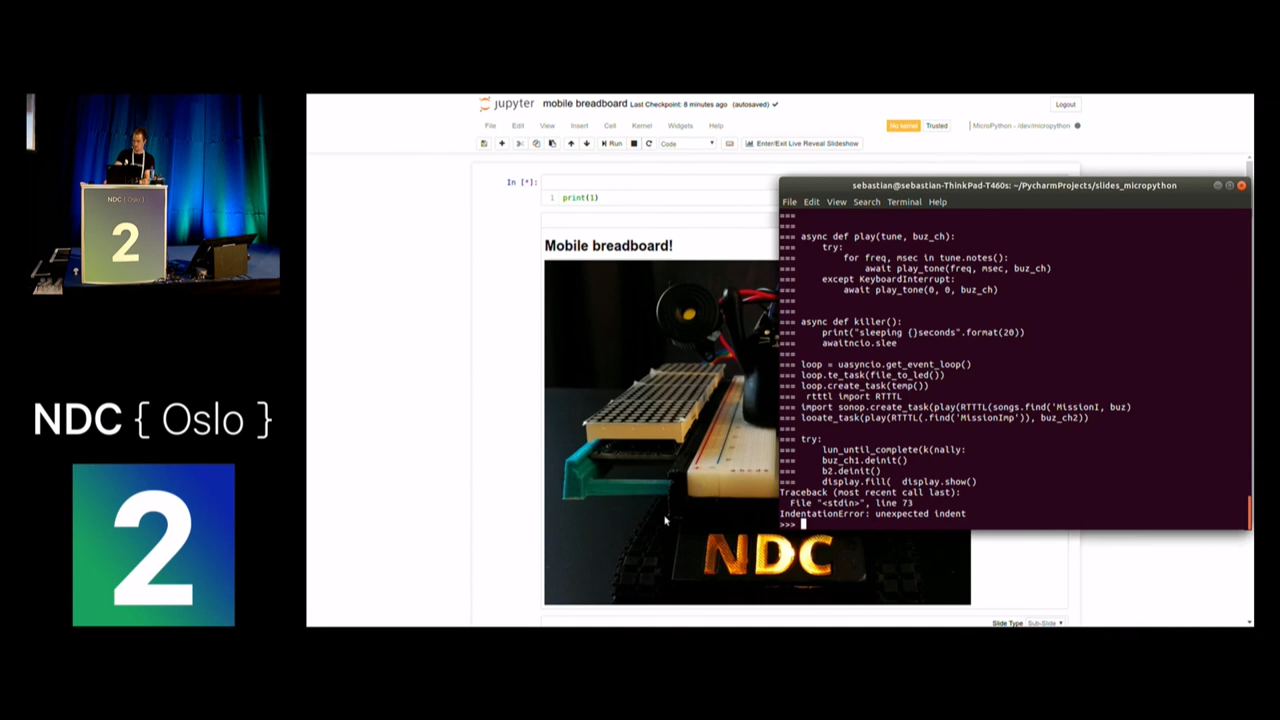 NDC { Oslo }
2
NDC { Oslo }
2
jupyter mobile breadboard Last Checkpoint: 8 minutes ago (autosaved)
Logout
File Edit View Insert Cell Kernel Widgets Help
No kernel Trusted MicroPython - /dev/micropython
Run Code Enter/Exit Live Reveal Slideshow
In [*]:
1 print(1)
Mobile breadboard!
NDC
Slide Type Sub-Slide
sebastian@sebastian-ThinkPad-T460s: ~/PycharmProjects/slides_micropython
File Edit View Search Terminal Help
===
===
=== async def play(tune, buz_ch):
=== try:
=== for freq, msec in tune.notes():
=== await play_tone(freq, msec, buz_ch)
=== except KeyboardInterrupt:
=== await play_tone(0, 0, buz_ch)
===
===
=== async def killer():
=== print("sleeping {}seconds".format(20))
=== awaitncio.slee
===
=== loop = uasyncio.get_event_loop()
=== loop.te_task(file_to_led())
=== loop.create_task(temp())
=== rtttl import RTTTL
=== import sonop.create_task(play(RTTTL(songs.find('MissionI, buz)
=== looate_task(play(RTTTL(.find('MissionImp')), buz_ch2))
===
=== try:
=== lun_until_complete(k(nally:
=== buz_ch1.deinit()
=== b2.deinit()
=== display.fill( display.show()
Traceback (most recent call last):
File "<stdin>", line 73
IndentationError: unexpected indent
>>>